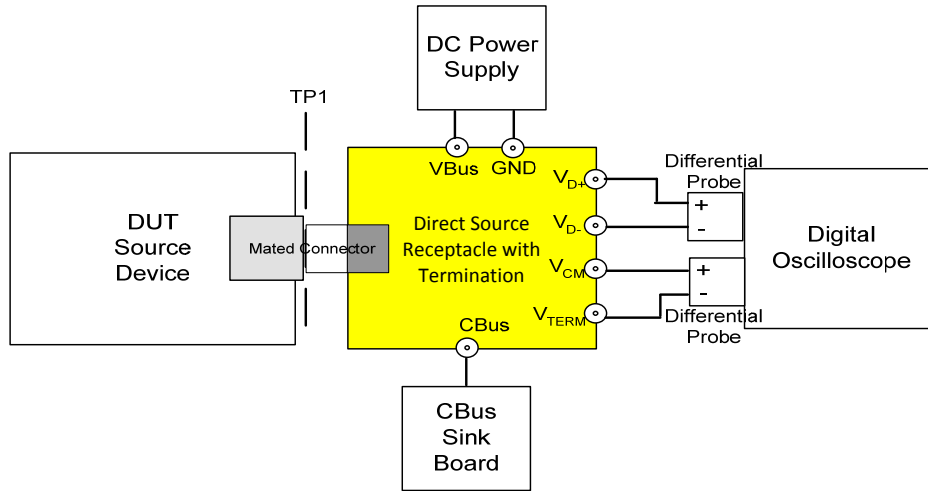 DC Power
Supply
TP1
VBus
GND
DUT
Source
Device
Mated Connector
Direct Source
Receptacle with
Termination
VD+
VD-
VCM
VTERM
CBus
Differential
Probe
+
-
+
-
Differential
Probe
Digital
Oscilloscope
CBus
Sink
Board